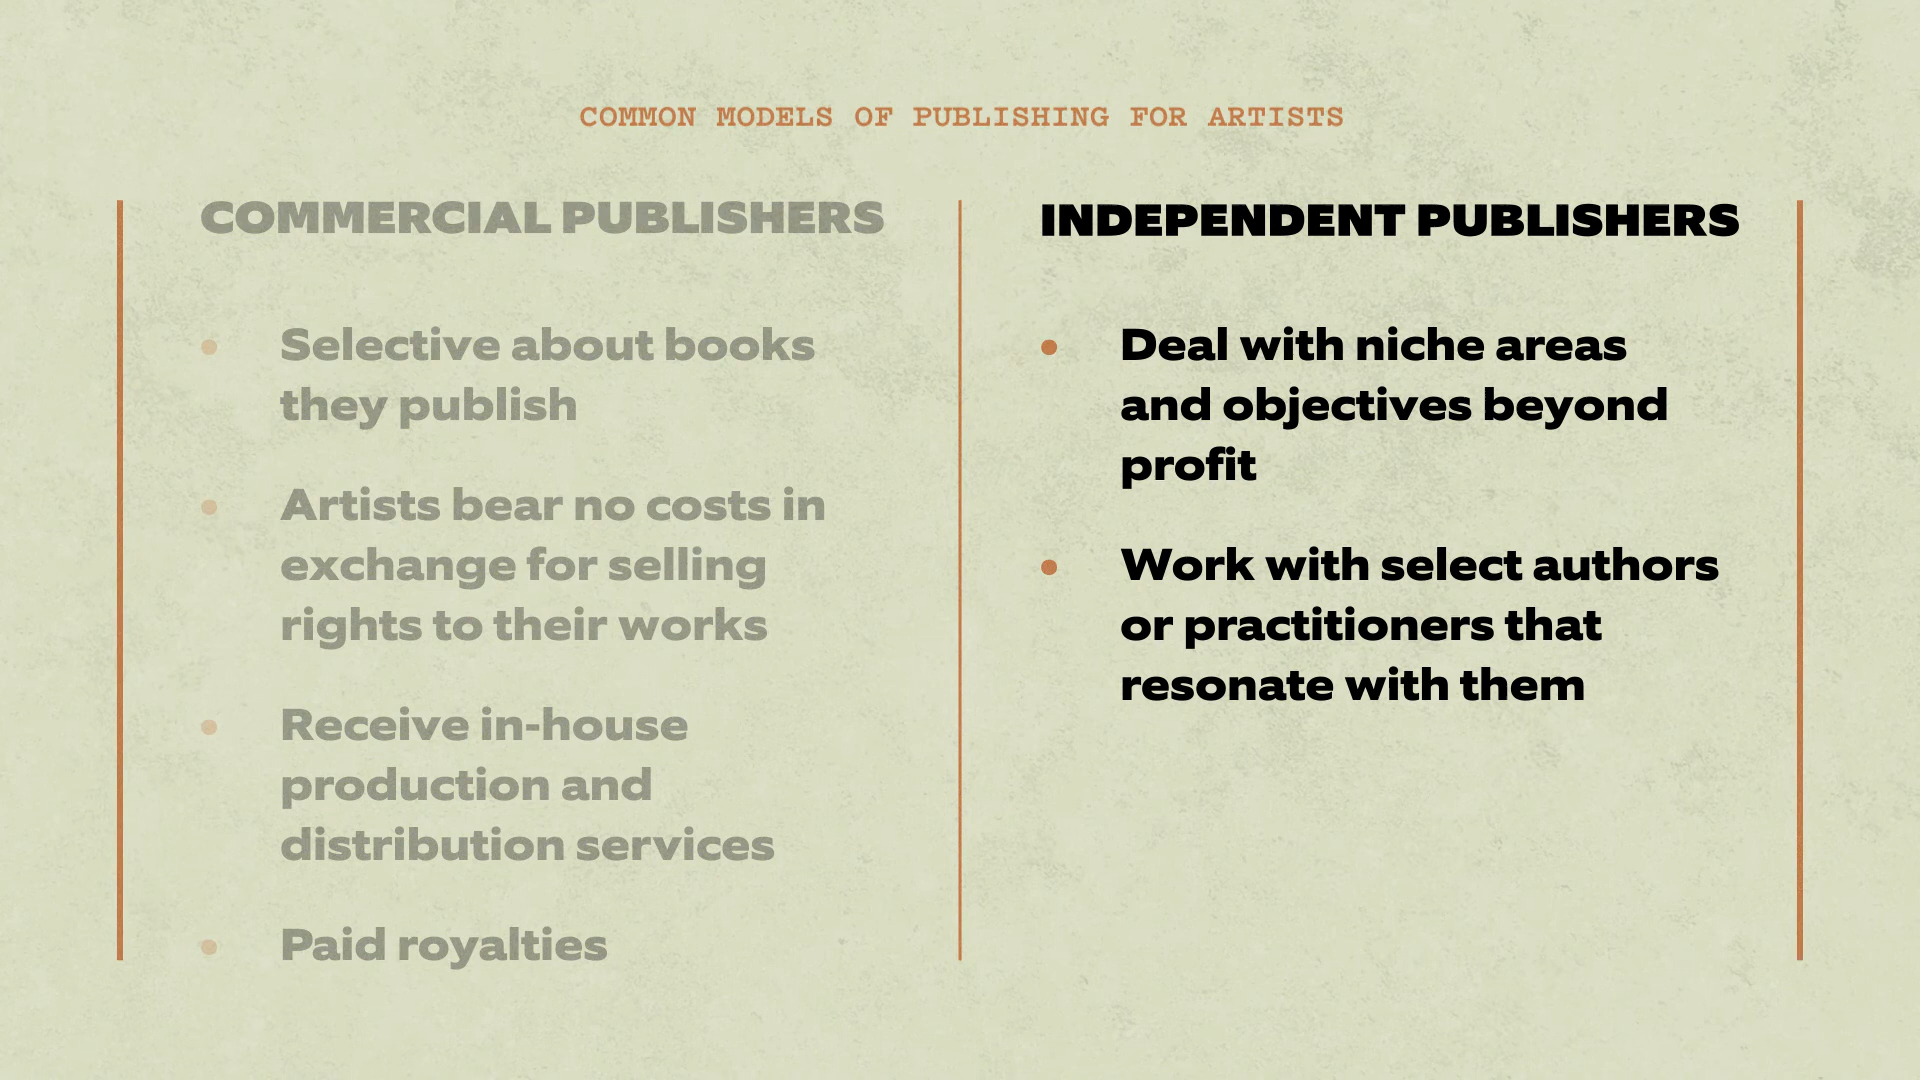 COMMON MODELS OF PUBLISHING FOR ARTISTS
COMMERCIAL PUBLISHERS
• Selective about books
they publish
• Artists bear no costs in
exchange for selling
rights to their works
• Receive in-house
production and
distribution services
• Paid royalties
INDEPENDENT PUBLISHERS
• Deal with niche areas
and objectives beyond
profit
• Work with select authors
or practitioners that
resonate with them